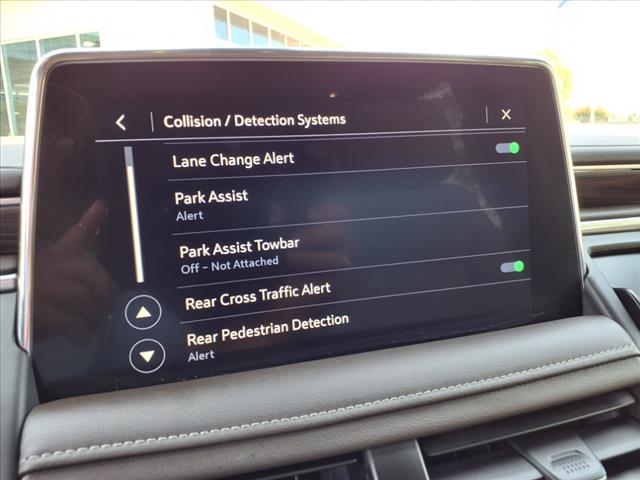 Collision / Detection Systems
Lane Change Alert
Park Assist
Alert
Park Assist Towbar
Off – Not Attached
Rear Cross Traffic Alert
Rear Pedestrian Detection
Alert